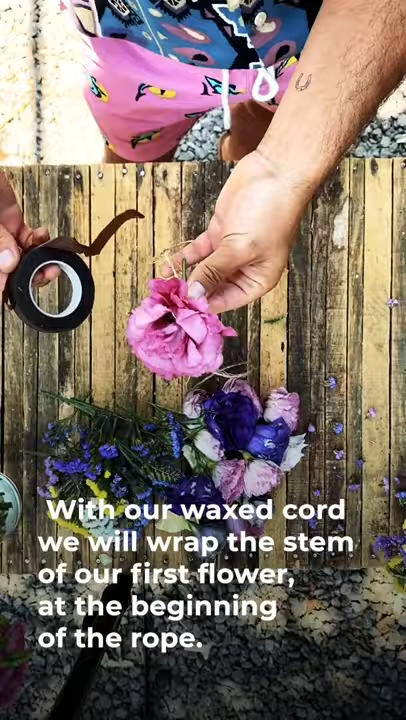 With our waxed cord
we will wrap the stem
of our first flower,
at the beginning
of the rope.